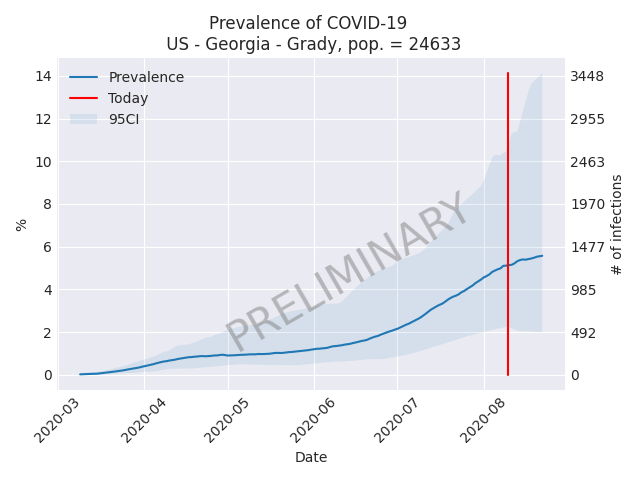 Prevalence of COVID-19
US - Georgia - Grady, pop. = 24633
Prevalence
Today
95CI
14
12
10
8
6
4
2
0
%
3448
2955
2463
1970
1477
985
492
0
# of infections
PRELIMINARY
2020-03
2020-04
2020-05
2020-06
2020-07
2020-08
Date